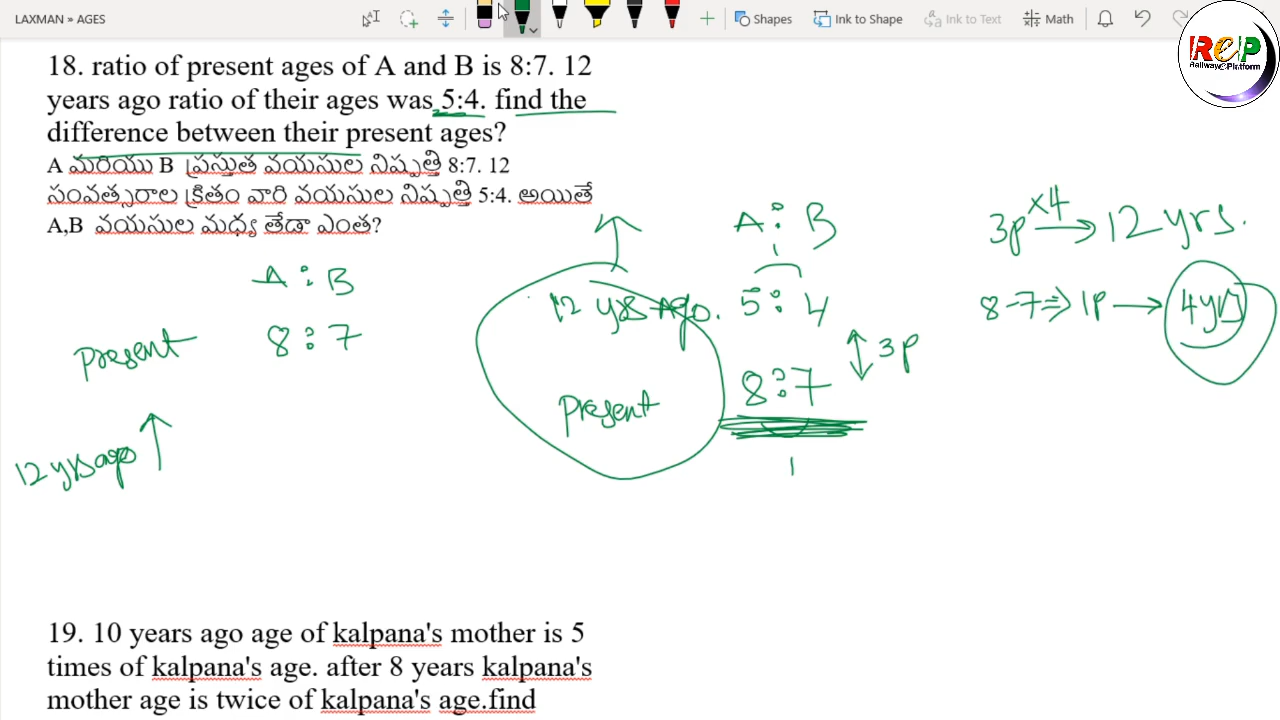 LAXMAN » AGES
Shapes
Ink to Shape
Ink to Text
Math
RCP
Railway Platform
18. ratio of present ages of A and B is 8:7. 12
years ago ratio of their ages was 5:4. find the
difference between their present ages?
A మరియు B ప్రస్తుత వయసుల నిష్పత్తి 8:7. 12
సంవత్సరాల క్రితం వారి వయసుల నిష్పత్తి 5:4. అయితే
A,B వయసుల మధ్య తేడా ఎంత?
A : B
present 8 : 7
12 yrs ago
A : B
1
12 yrs Ago. 5 : 4
3p
present 8 : 7
1
3p ×4 → 12 yrs.
8-7 ⇒ 1p → 4 yrs
19. 10 years ago age of kalpana's mother is 5
times of kalpana's age. after 8 years kalpana's
mother age is twice of kalpana's age.find